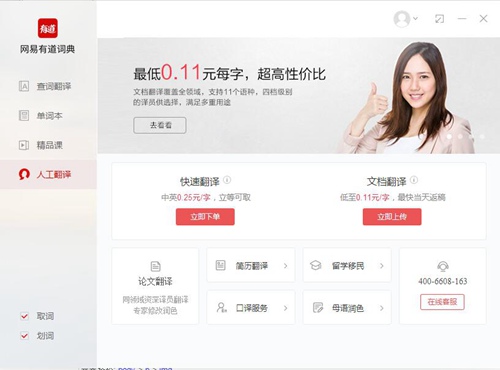 有道
网易有道词典
查词翻译
单词本
精品课
人工翻译
取词
划词
最低0.11元每字，超高性价比
文档翻译覆盖全领域，支持11个语种，四档级别
的译员供选择，满足多重用途
去看看
快速翻译
中英0.25元/字，立等可取
立即下单
文档翻译
低至0.11元/字，最快当天返稿
立即上传
论文翻译
各领域资深译员翻译
专家修改润色
简历翻译
留学移民
口译服务
母语润色
400-6608-163
在线客服